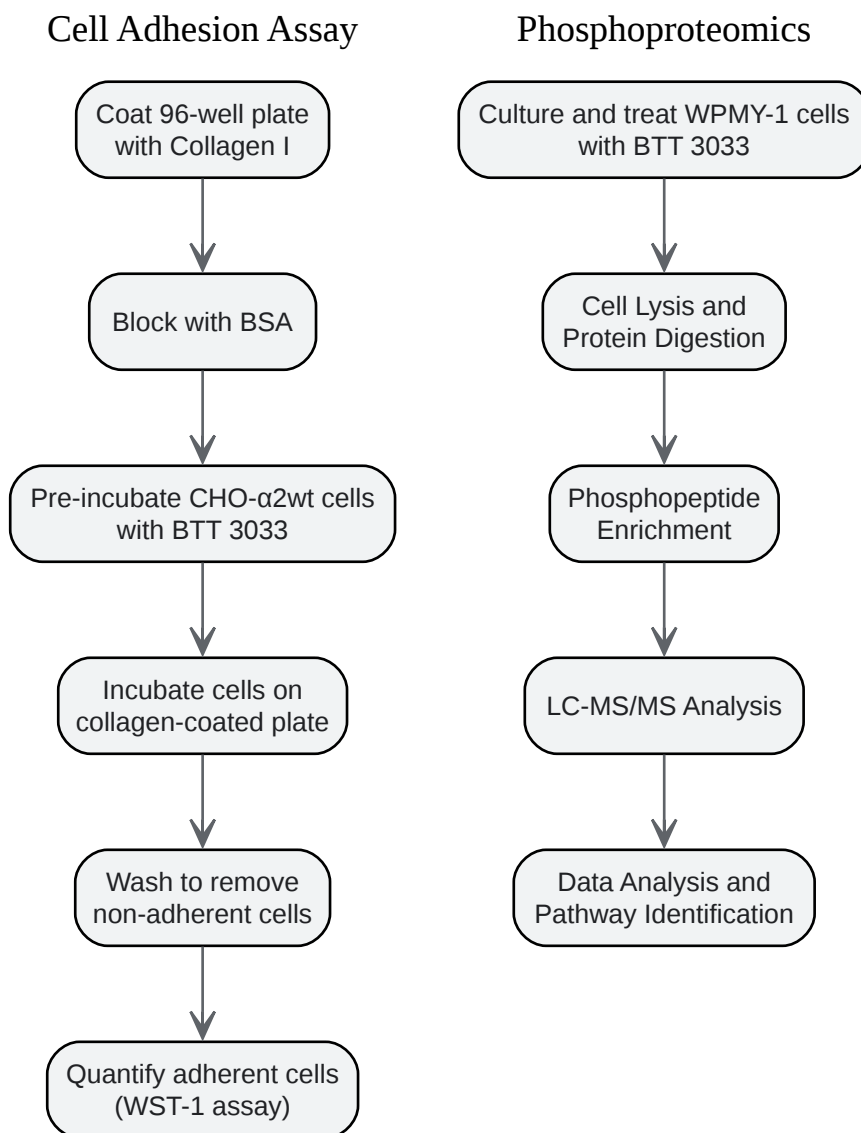 Cell Adhesion Assay
Coat 96-well plate
with Collagen I
Block with BSA
Pre-incubate CHO-α2wt cells
with BTT 3033
Incubate cells on
collagen-coated plate
Wash to remove
non-adherent cells
Quantify adherent cells
(WST-1 assay)
Phosphoproteomics
Culture and treat WPMY-1 cells
with BTT 3033
Cell Lysis and
Protein Digestion
Phosphopeptide
Enrichment
LC-MS/MS Analysis
Data Analysis and
Pathway Identification